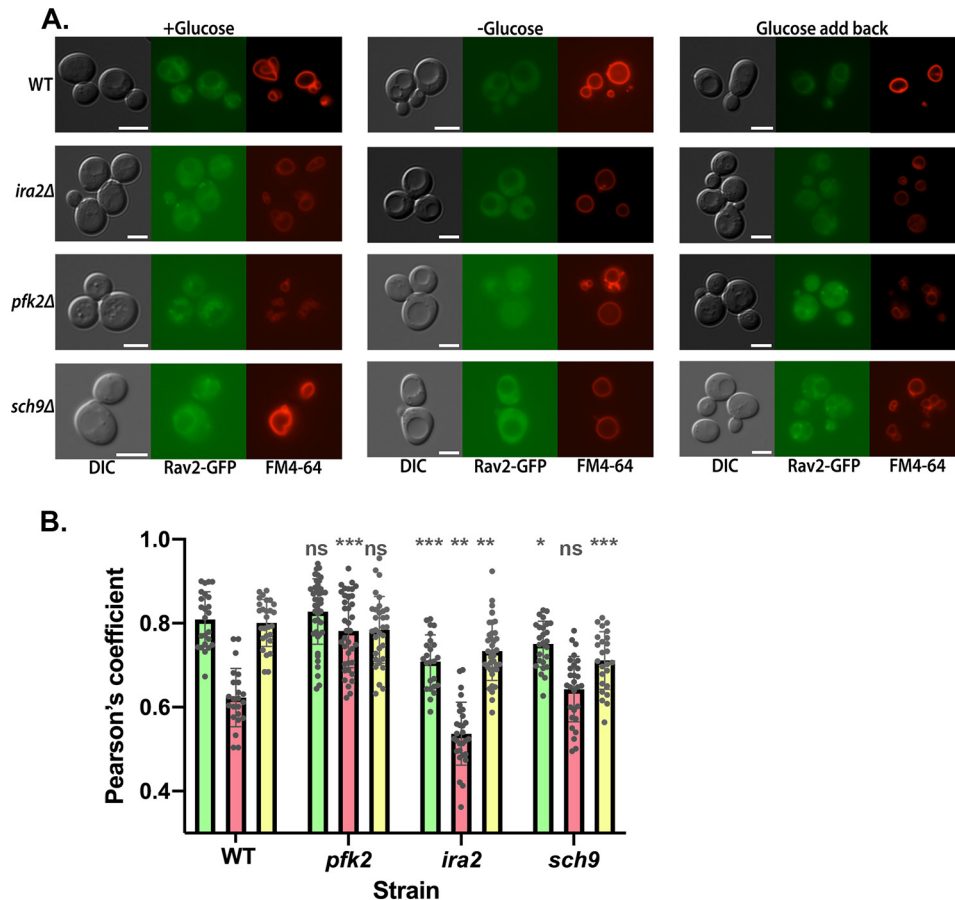 A.
+Glucose -Glucose Glucose add back
WT
ira2Δ
pfk2Δ
sch9Δ
DIC Rav2-GFP FM4-64 DIC Rav2-GFP FM4-64 DIC Rav2-GFP FM4-64
B.
1.0
ns *** ns *** ** ** * ns ***
0.8
0.6
0.4
Pearson's coefficient
WT pfk2 ira2 sch9
Strain